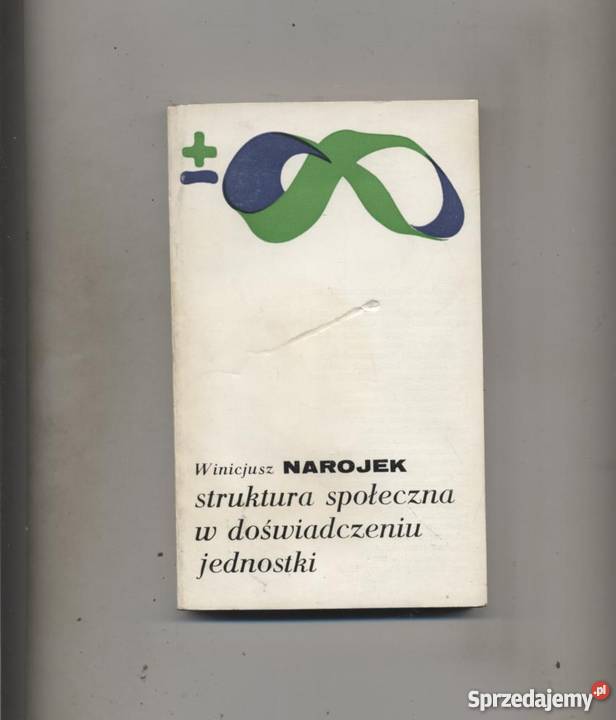 ±∞
Winicjusz NAROJEK
struktura społeczna
w doświadczeniu
jednostki
Sprzedajemy.pl